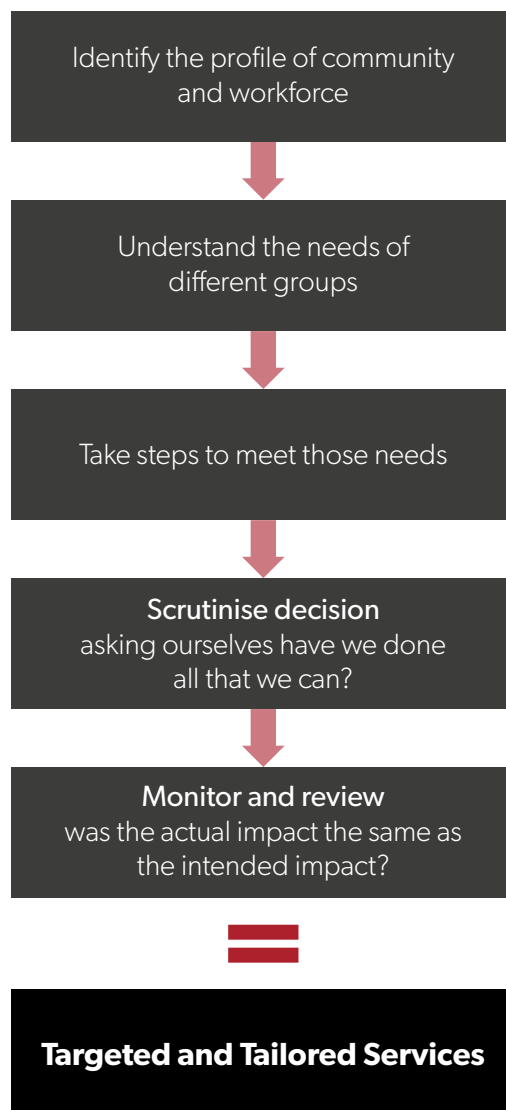 Identify the profile of community
and workforce
Understand the needs of
different groups
Take steps to meet those needs
Scrutinise decision
asking ourselves have we done
all that we can?
Monitor and review
was the actual impact the same as
the intended impact?
Targeted and Tailored Services